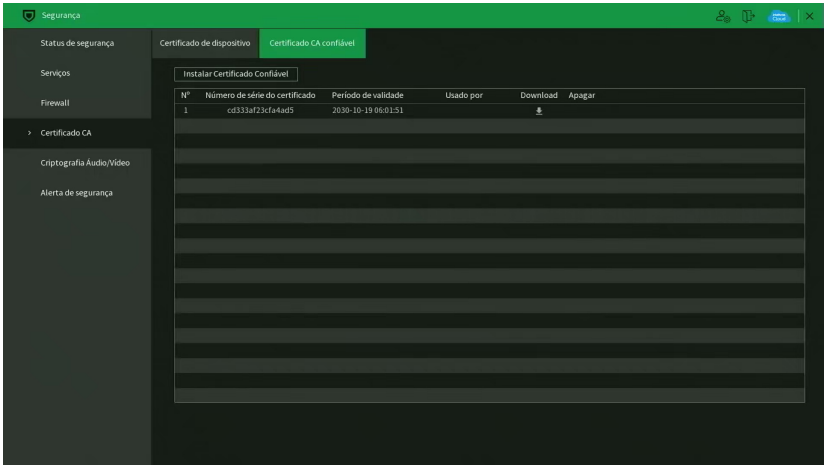 Segurança
Status de segurança
Serviços
Firewall
Certificado CA
Criptografia Áudio/Vídeo
Alerta de segurança
Certificado de dispositivo Certificado CA confiável
Instalar Certificado Confiável
N° Número de série do certificado Período de validade Usado por Download Apagar
1 cd333af23cfa4ad5 2030-10-19 06:01:51